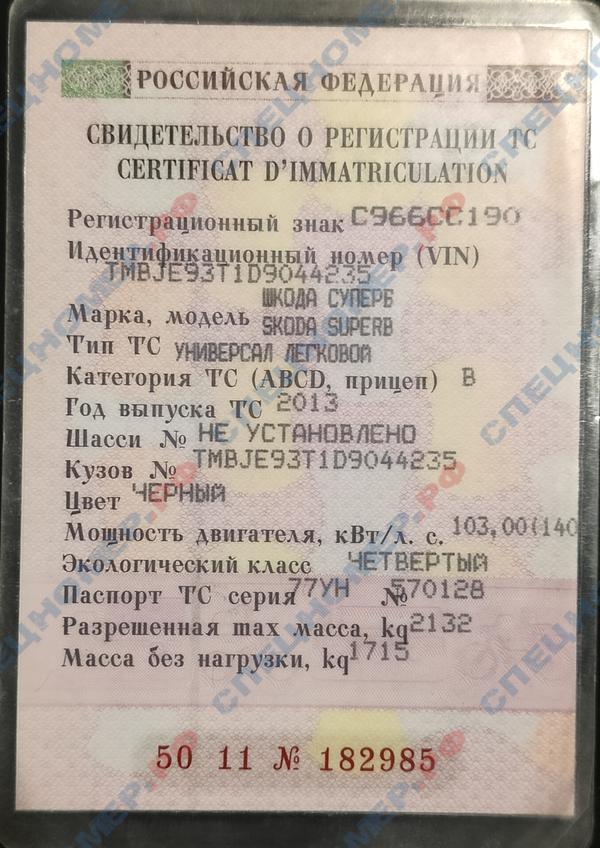 РОССИЙСКАЯ ФЕДЕРАЦИЯ
СВИДЕТЕЛЬСТВО О РЕГИСТРАЦИИ ТС
CERTIFICAT D'IMMATRICULATION
Регистрационный знак С966СС190
Идентификационный номер (VIN)
TMBJE93T1D9044235
ШКОДА СУПЕРБ
Марка, модель SKODA SUPERB
Тип ТС УНИВЕРСАЛ ЛЕГКОВОЙ
Категория ТС (ABCD, прицеп) B
Год выпуска ТС 2013
Шасси № НЕ УСТАНОВЛЕНО
Кузов № TMBJE93T1D9044235
Цвет ЧЕРНЫЙ
Мощность двигателя, кВт/л. с. 103,00(140
Экологический класс ЧЕТВЕРТЫЙ
Паспорт ТС серия 77УН № 570128
Разрешенная max масса, kg 2132
Масса без нагрузки, kg 1715
50 11 № 182985
СПЕЦНОМЕР.РФ